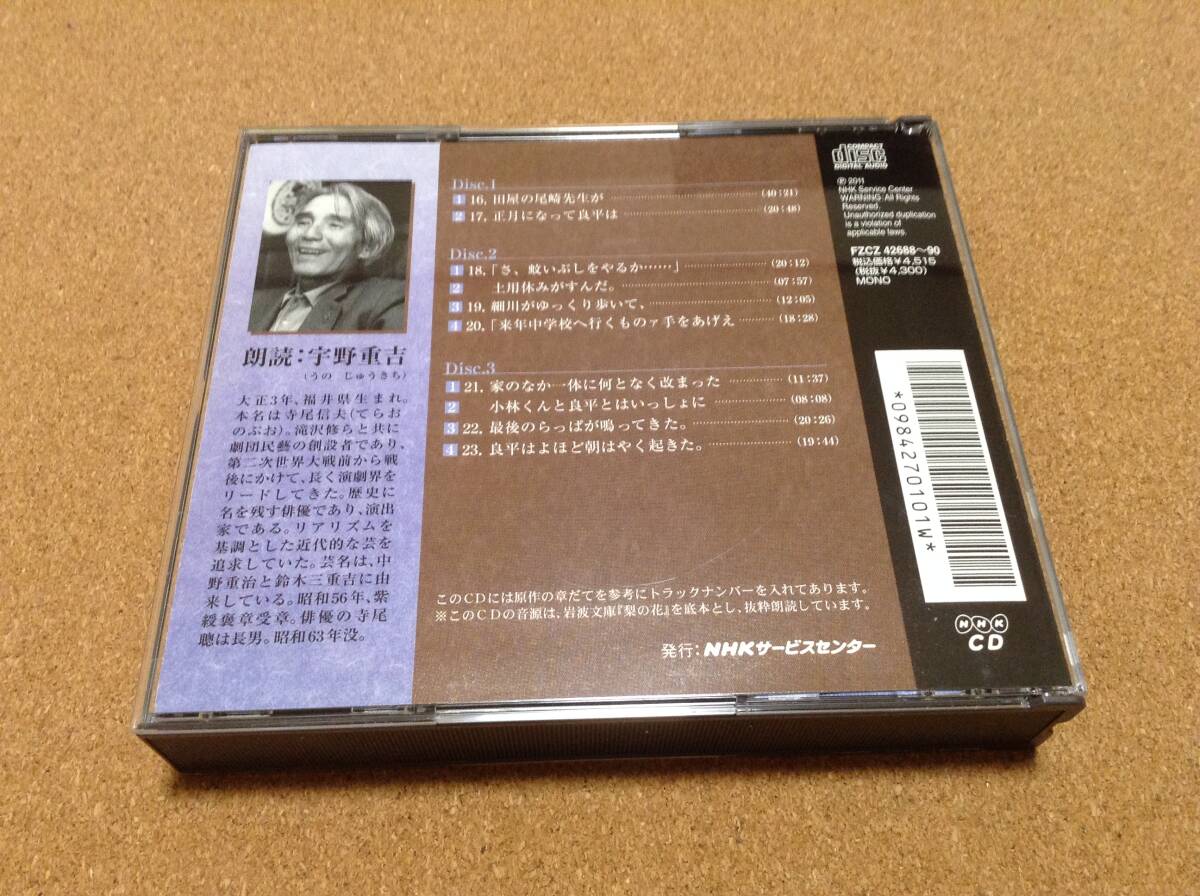 朗読:宇野重吉
(うの じゅうきち)
大正3年、福井県生まれ。
本名は寺尾信夫(てらお
のぶお)。滝沢修らと共に
劇団民藝の創設者であり、
第二次世界大戦前から戦
後にかけて、長く演劇界を
リードしてきた。歴史に
名を残す俳優であり、演出
家である。リアリズムを
基調とした近代的な芸を
追求していた。芸名は、中
野重治と鈴木三重吉に由
来している。昭和56年、紫
綬褒章受章。俳優の寺尾
聰は長男。昭和63年没。
Disc.1
1 16. 田屋の尾崎先生が (40:21)
2 17. 正月になって良平は (20:48)
Disc.2
1 18.「さ、蚊いぶしをやるか……」 (20:12)
2 土用休みがすんだ。 (07:57)
3 19. 細川がゆっくり歩いて、 (12:05)
4 20.「来年中学校へ行くものァ手をあげえ (18:28)
Disc.3
1 21. 家のなか一体に何となく改まった (11:37)
2 小林くんと良平とはいっしょに (08:08)
3 22. 最後のらっぱが鳴ってきた。 (20:26)
4 23. 良平はよほど朝はやく起きた。 (19:44)
このCDには原作の章だてを参考にトラックナンバーを入れてあります。
※このCDの音源は、岩波文庫『梨の花』を底本とし、抜粋朗読しています。
発行:NHKサービスセンター
COMPACT
disc
DIGITAL AUDIO
Ⓟ 2011
NHK Service Center
WARNING: All Rights
Reserved.
Unauthorized duplication
is a violation of
applicable laws.
FZCZ 42688〜90
税込価格¥4,515
(税抜¥4,300)
MONO
*0984270101W*
NHK
CD